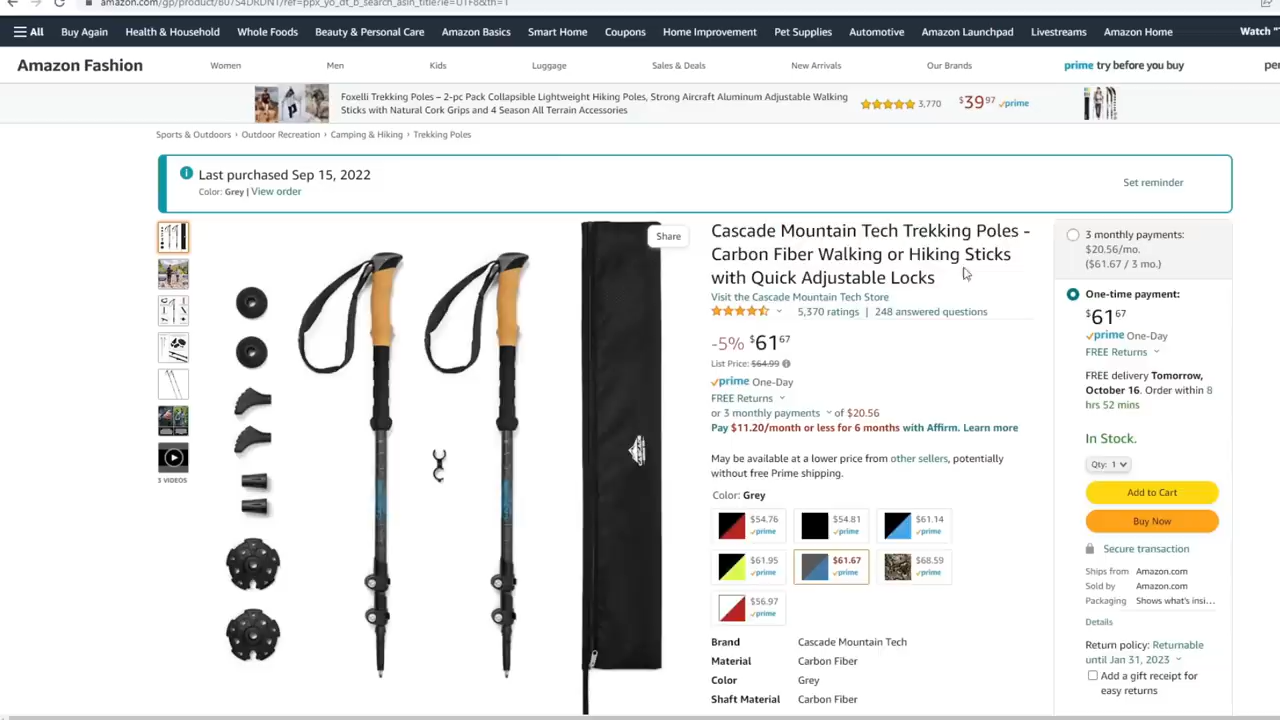 amazon.com/gp/product/B07S4DRDNT/ref=ppx_yo_dt_b_search_asin_title?ie=UTF8&th=1
All Buy Again Health & Household Whole Foods Beauty & Personal Care Amazon Basics Smart Home Coupons Home Improvement Pet Supplies Automotive Amazon Launchpad Livestreams Amazon Home Watch "
Amazon Fashion Women Men Kids Luggage Sales & Deals New Arrivals Our Brands prime try before you buy
Foxelli Trekking Poles – 2-pc Pack Collapsible Lightweight Hiking Poles, Strong Aircraft Aluminum Adjustable Walking
Sticks with Natural Cork Grips and 4 Season All Terrain Accessories
3,770 $39 97 prime
Sports & Outdoors › Outdoor Recreation › Camping & Hiking › Trekking Poles
Last purchased Sep 15, 2022
Color: Grey | View order
Set reminder
Share
3 VIDEOS
Cascade Mountain Tech Trekking Poles -
Carbon Fiber Walking or Hiking Sticks
with Quick Adjustable Locks
Visit the Cascade Mountain Tech Store
5,370 ratings | 248 answered questions
-5% $61 67
List Price: $64.99
prime One-Day
FREE Returns
or 3 monthly payments of $20.56
Pay $11.20/month or less for 6 months with Affirm. Learn more
May be available at a lower price from other sellers, potentially
without free Prime shipping.
Color: Grey
$54.76 $54.81 $61.14
prime prime prime
$61.95 $61.67 $68.59
prime prime prime
$56.97
prime
Brand Cascade Mountain Tech
Material Carbon Fiber
Color Grey
Shaft Material Carbon Fiber
3 monthly payments:
$20.56/mo.
($61.67 / 3 mo.)
One-time payment:
$61 67
prime One-Day
FREE Returns
FREE delivery Tomorrow,
October 16. Order within 8
hrs 52 mins
In Stock.
Qty: 1
Add to Cart
Buy Now
Secure transaction
Ships from Amazon.com
Sold by Amazon.com
Packaging Shows what's insi...
Details
Return policy: Returnable
until Jan 31, 2023
Add a gift receipt for
easy returns